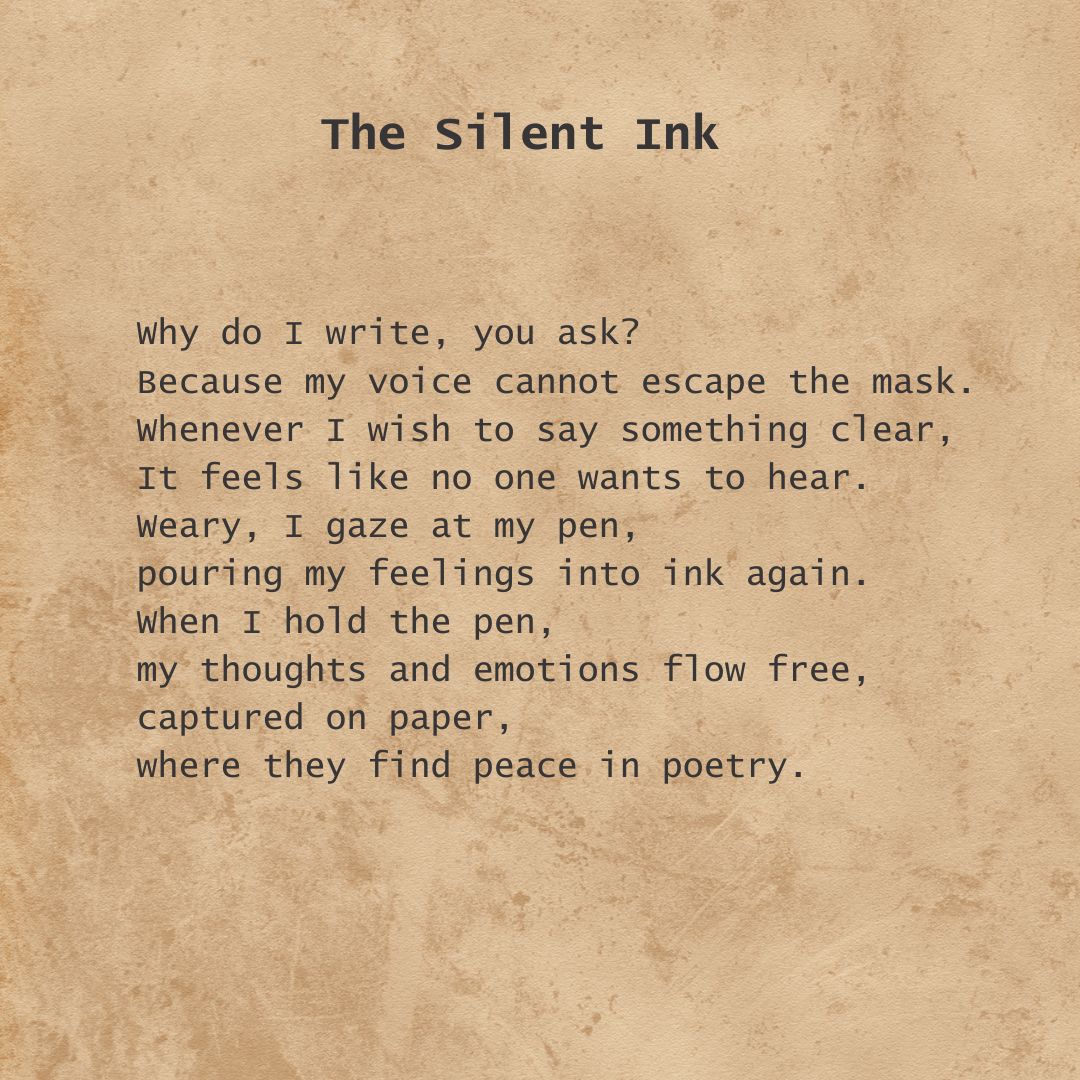 The Silent Ink
Why do I write, you ask?
Because my voice cannot escape the mask.
Whenever I wish to say something clear,
It feels like no one wants to hear.
Weary, I gaze at my pen,
pouring my feelings into ink again.
When I hold the pen,
my thoughts and emotions flow free,
captured on paper,
where they find peace in poetry.